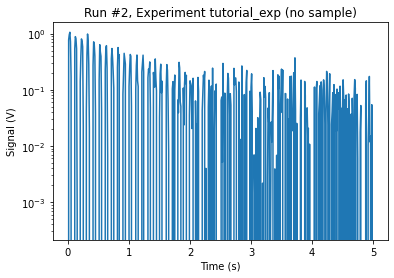 Run #2, Experiment tutorial_exp (no sample)
Signal (V)
10⁰
10⁻¹
10⁻²
10⁻³
0 1 2 3 4 5
Time (s)